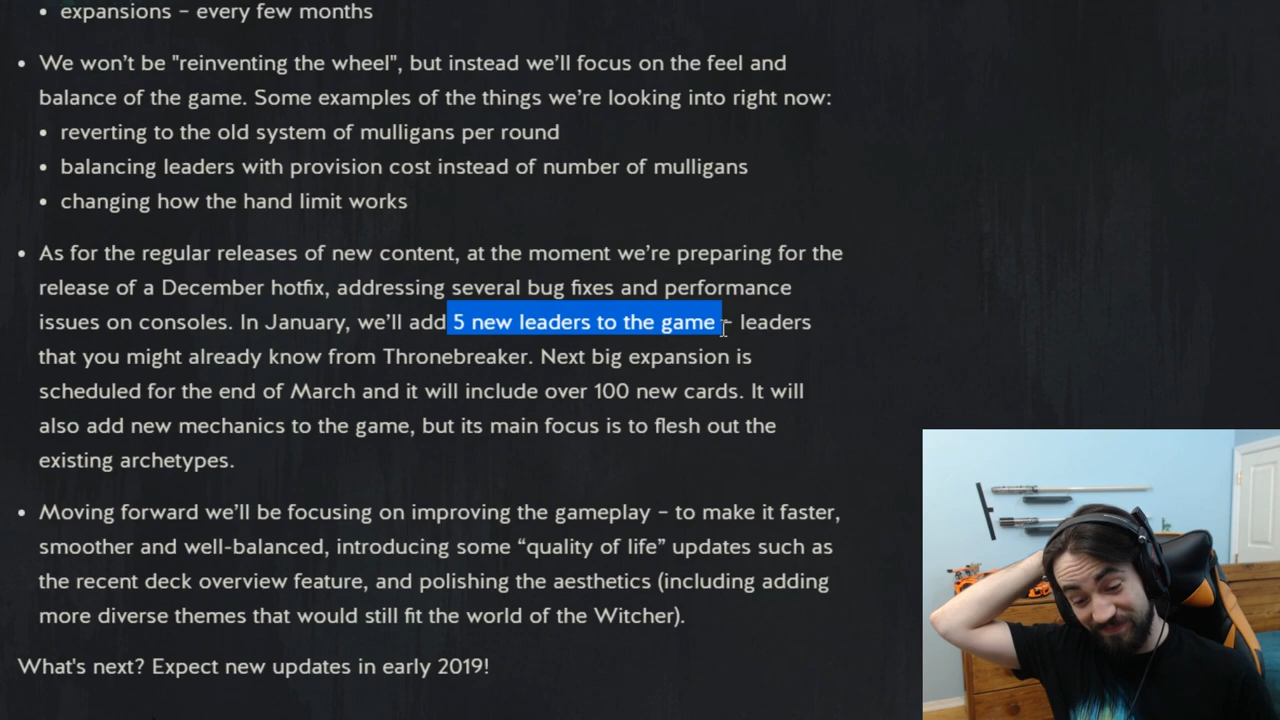 expansions – every few months
We won't be "reinventing the wheel", but instead we'll focus on the feel and
balance of the game. Some examples of the things we're looking into right now:
reverting to the old system of mulligans per round
balancing leaders with provision cost instead of number of mulligans
changing how the hand limit works
As for the regular releases of new content, at the moment we're preparing for the
release of a December hotfix, addressing several bug fixes and performance
issues on consoles. In January, we'll add 5 new leaders to the game – leaders
that you might already know from Thronebreaker. Next big expansion is
scheduled for the end of March and it will include over 100 new cards. It will
also add new mechanics to the game, but its main focus is to flesh out the
existing archetypes.
Moving forward we'll be focusing on improving the gameplay – to make it faster,
smoother and well-balanced, introducing some “quality of life” updates such as
the recent deck overview feature, and polishing the aesthetics (including adding
more diverse themes that would still fit the world of the Witcher).
What's next? Expect new updates in early 2019!